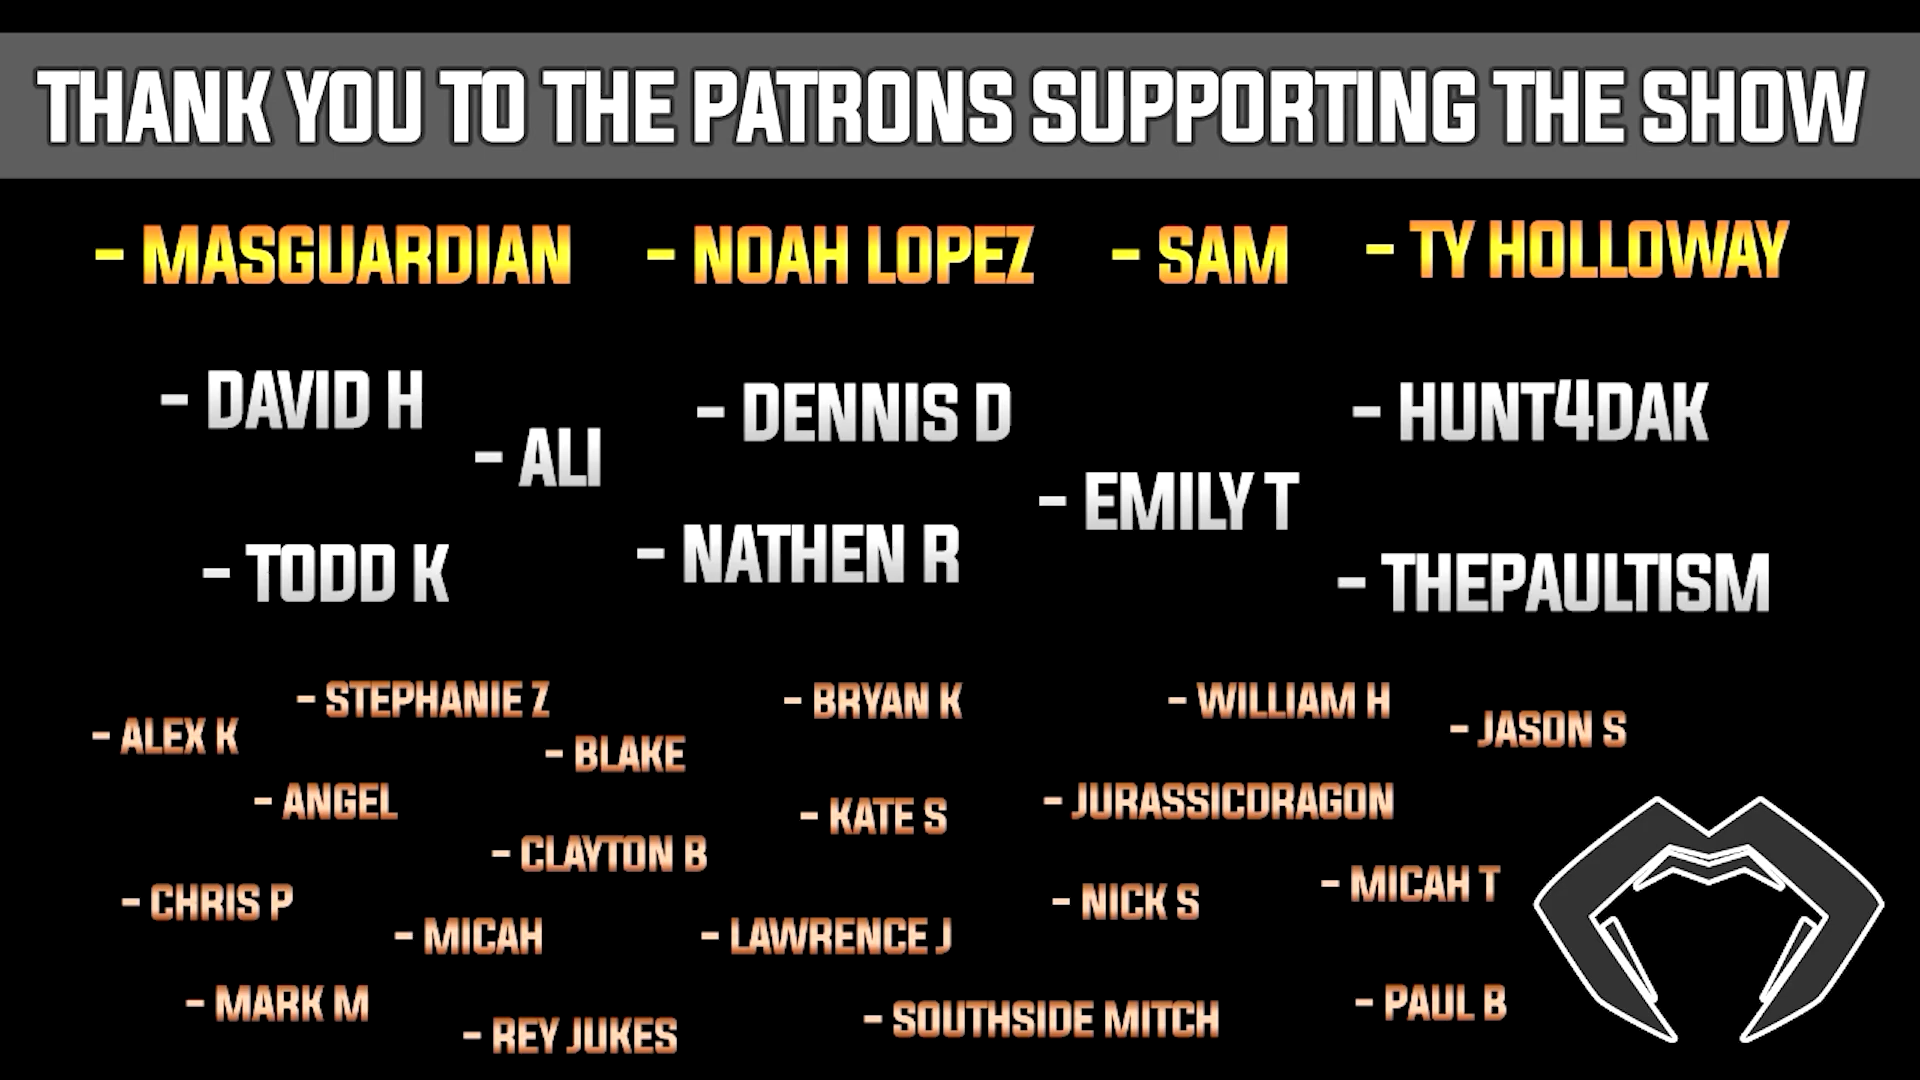 THANK YOU TO THE PATRONS SUPPORTING THE SHOW
- MASGUARDIAN - NOAH LOPEZ - SAM - TY HOLLOWAY
- DAVID H - DENNIS D - HUNT4DAK
- ALI - EMILY T
- TODD K - NATHEN R - THEPAULTISM
- STEPHANIE Z - BRYAN K - WILLIAM H
- ALEX K - BLAKE - JASON S
- ANGEL - KATE S - JURASSICDRAGON
- CLAYTON B - MICAH T
- CHRIS P - NICK S
- MICAH - LAWRENCE J
- MARK M - SOUTHSIDE MITCH - PAUL B
- REY JUKES